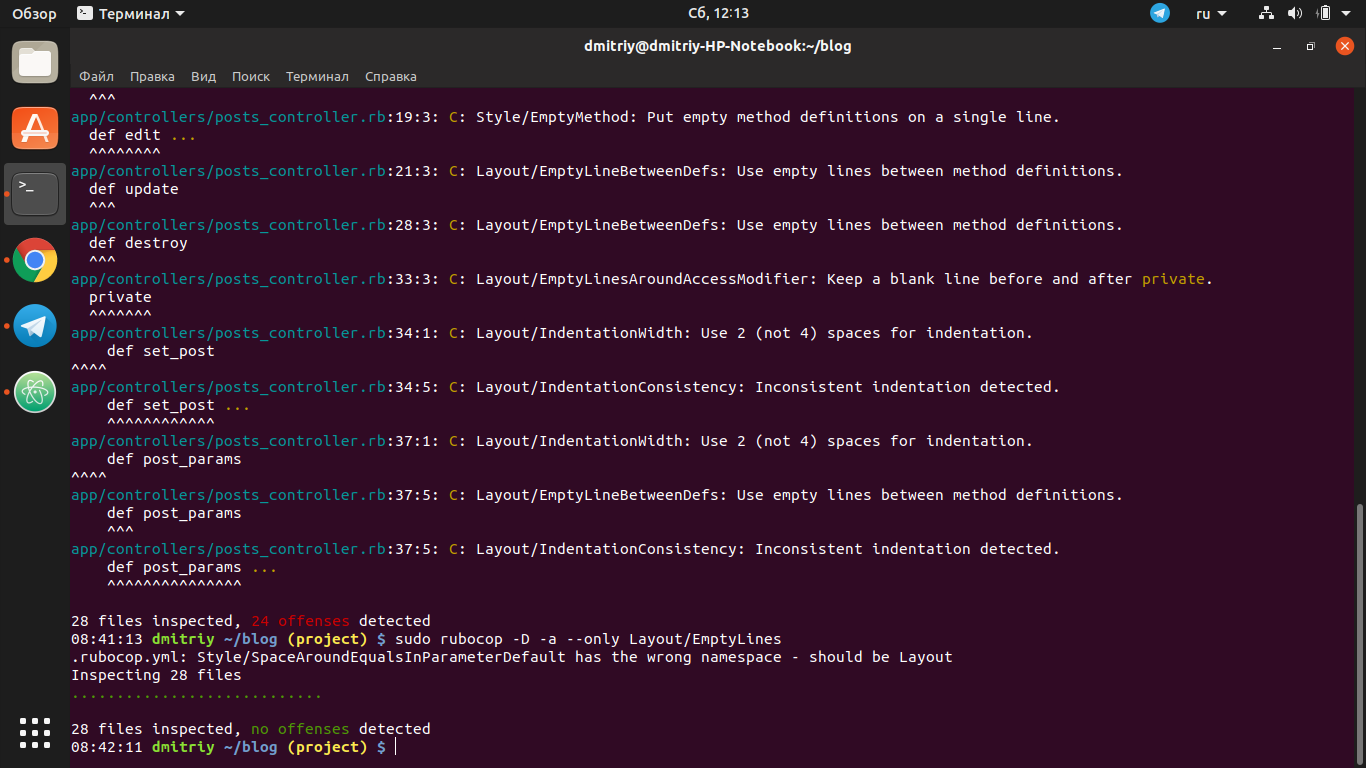 Обзор Терминал Сб, 12:13 ru
dmitriy@dmitriy-HP-Notebook:~/blog
Файл Правка Вид Поиск Терминал Справка
  ^^^
app/controllers/posts_controller.rb:19:3: C: Style/EmptyMethod: Put empty method definitions on a single line.
  def edit ...
  ^^^^^^^^
app/controllers/posts_controller.rb:21:3: C: Layout/EmptyLineBetweenDefs: Use empty lines between method definitions.
  def update
  ^^^
app/controllers/posts_controller.rb:28:3: C: Layout/EmptyLineBetweenDefs: Use empty lines between method definitions.
  def destroy
  ^^^
app/controllers/posts_controller.rb:33:3: C: Layout/EmptyLinesAroundAccessModifier: Keep a blank line before and after private.
  private
  ^^^^^^^
app/controllers/posts_controller.rb:34:1: C: Layout/IndentationWidth: Use 2 (not 4) spaces for indentation.
    def set_post
^^^^
app/controllers/posts_controller.rb:34:5: C: Layout/IndentationConsistency: Inconsistent indentation detected.
    def set_post ...
    ^^^^^^^^^^^^
app/controllers/posts_controller.rb:37:1: C: Layout/IndentationWidth: Use 2 (not 4) spaces for indentation.
    def post_params
^^^^
app/controllers/posts_controller.rb:37:5: C: Layout/EmptyLineBetweenDefs: Use empty lines between method definitions.
    def post_params
    ^^^
app/controllers/posts_controller.rb:37:5: C: Layout/IndentationConsistency: Inconsistent indentation detected.
    def post_params ...
    ^^^^^^^^^^^^^^^
28 files inspected, 24 offenses detected
08:41:13 dmitriy ~/blog (project) $ sudo rubocop -D -a --only Layout/EmptyLines
.rubocop.yml: Style/SpaceAroundEqualsInParameterDefault has the wrong namespace - should be Layout
Inspecting 28 files
............................
28 files inspected, no offenses detected
08:42:11 dmitriy ~/blog (project) $